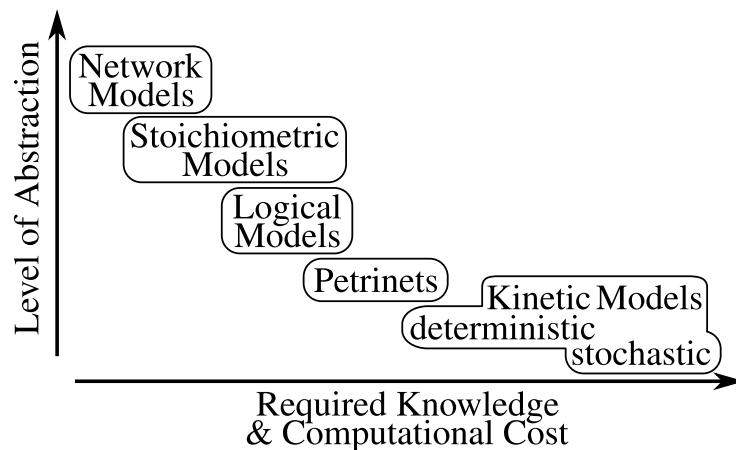 Level of Abstraction
Network
Models
Stoichiometric
Models
Logical
Models
Petrinets
Kinetic Models
deterministic
stochastic
Required Knowledge
& Computational Cost